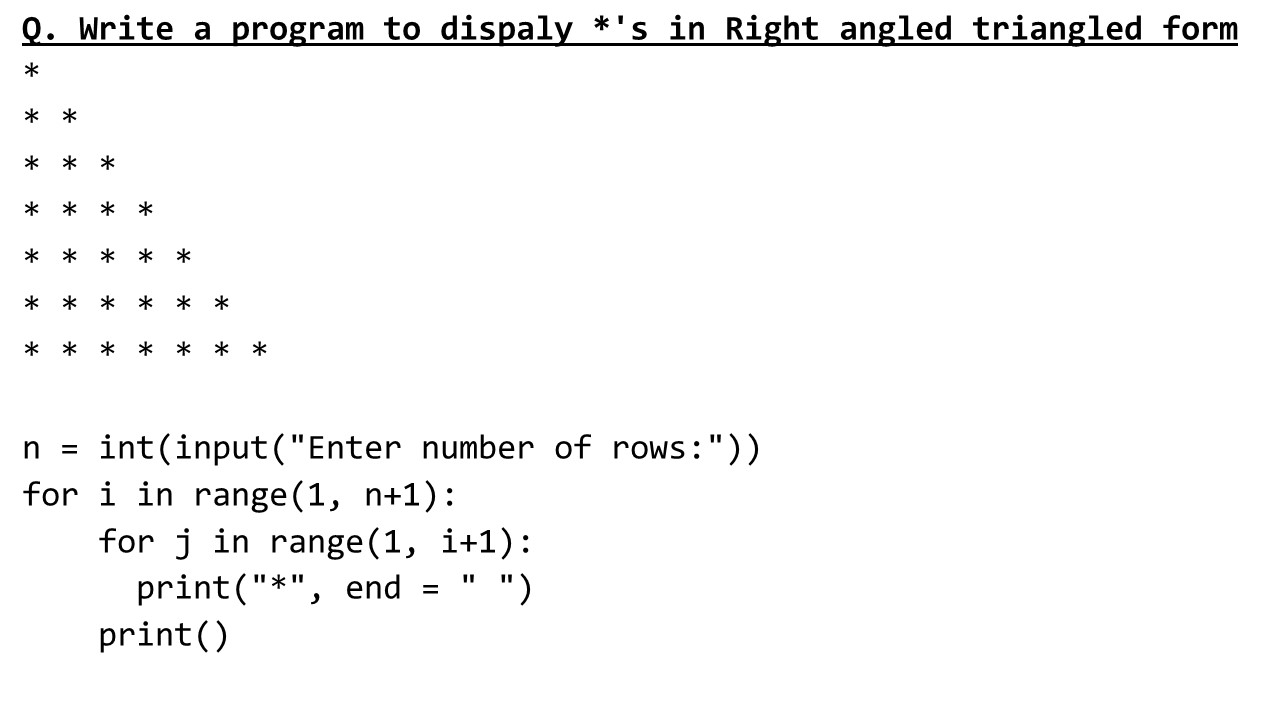 Q. Write a program to dispaly *'s in Right angled triangled form
*
* *
* * *
* * * *
* * * * *
* * * * * *
* * * * * * *
n = int(input("Enter number of rows:"))
for i in range(1, n+1):
    for j in range(1, i+1):
      print("*", end = " ")
    print()